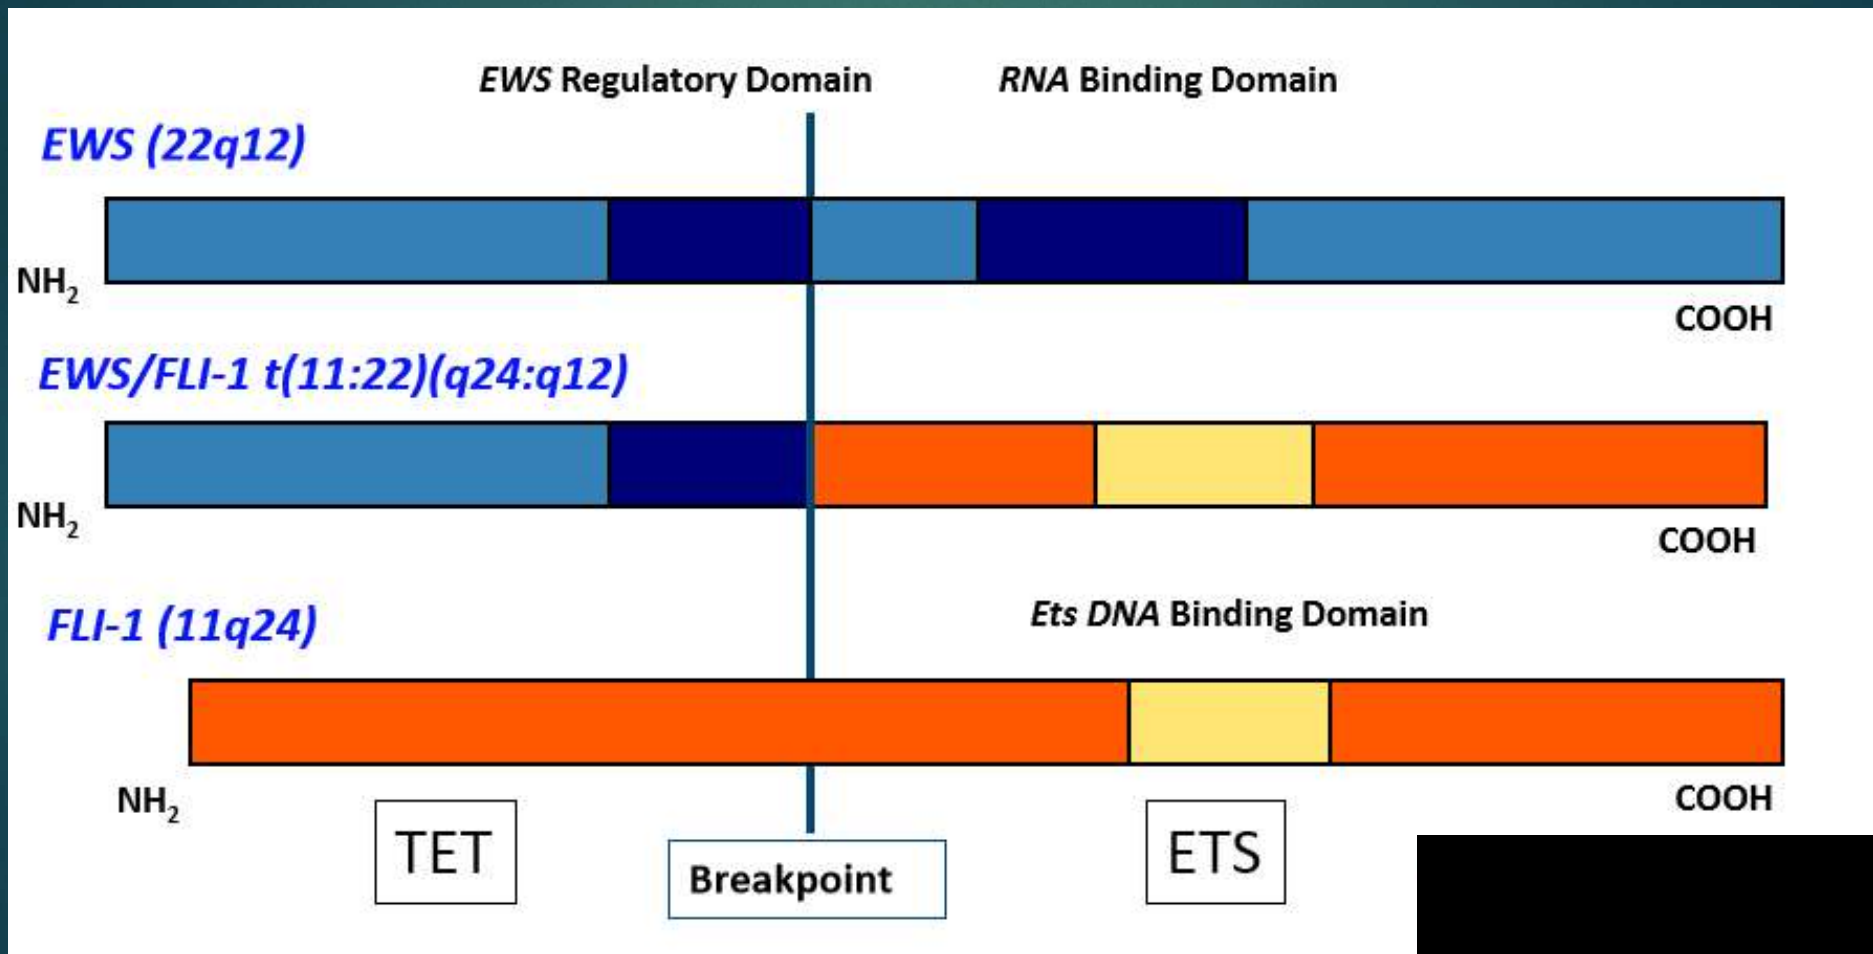 EWS Regulatory Domain
RNA Binding Domain
EWS (22q12)
NH₂
COOH
EWS/FLI-1 t(11:22)(q24:q12)
NH₂
COOH
FLI-1 (11q24)
Ets DNA Binding Domain
NH₂
COOH
TET
Breakpoint
ETS